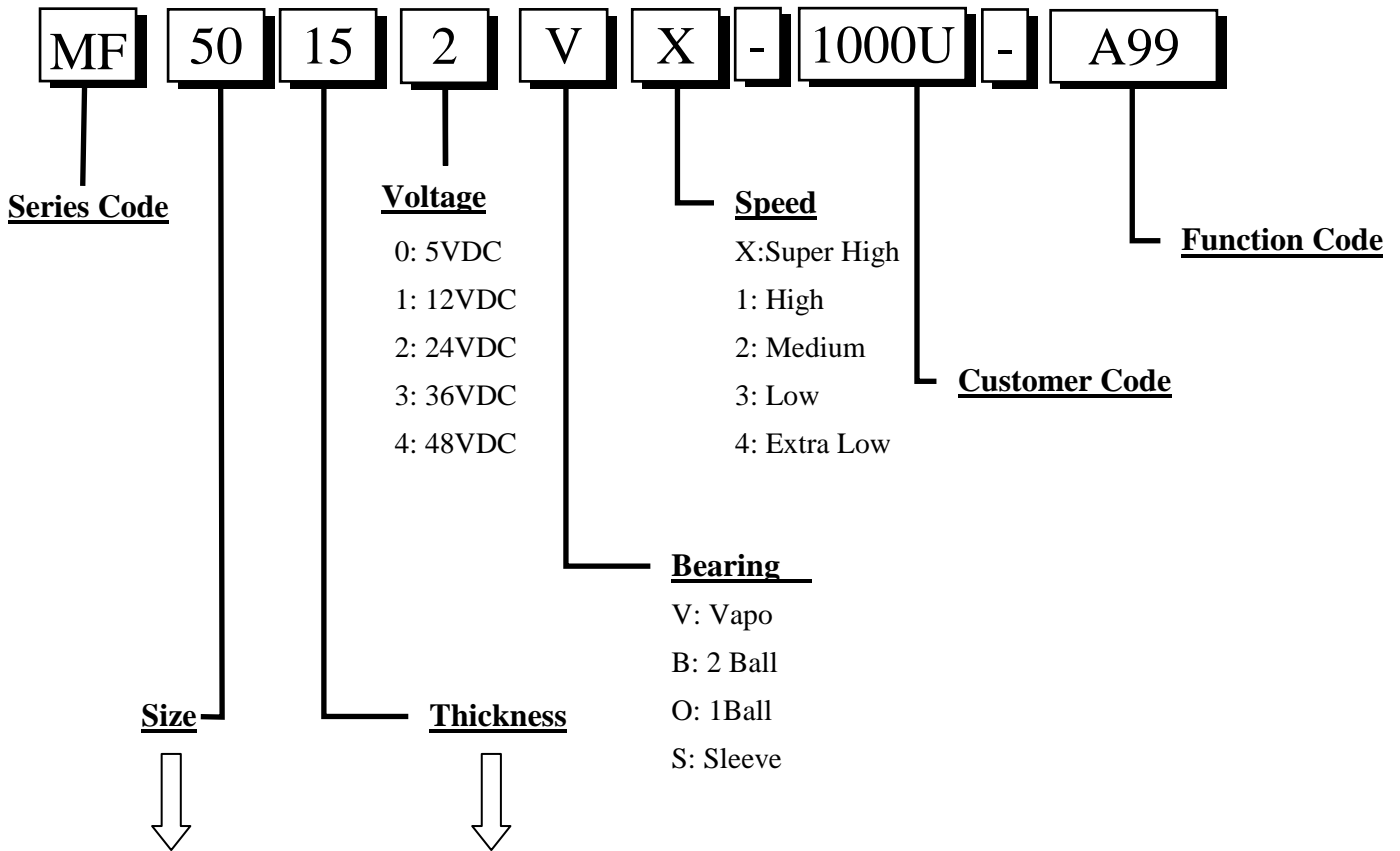 MF 50 15 2 V X - 1000U - A99
Series Code
Voltage
0: 5VDC
1: 12VDC
2: 24VDC
3: 36VDC
4: 48VDC
Speed
X:Super High
1: High
2: Medium
3: Low
4: Extra Low
Function Code
Customer Code
Bearing
V: Vapo
B: 2 Ball
O: 1Ball
S: Sleeve
Size
Thickness